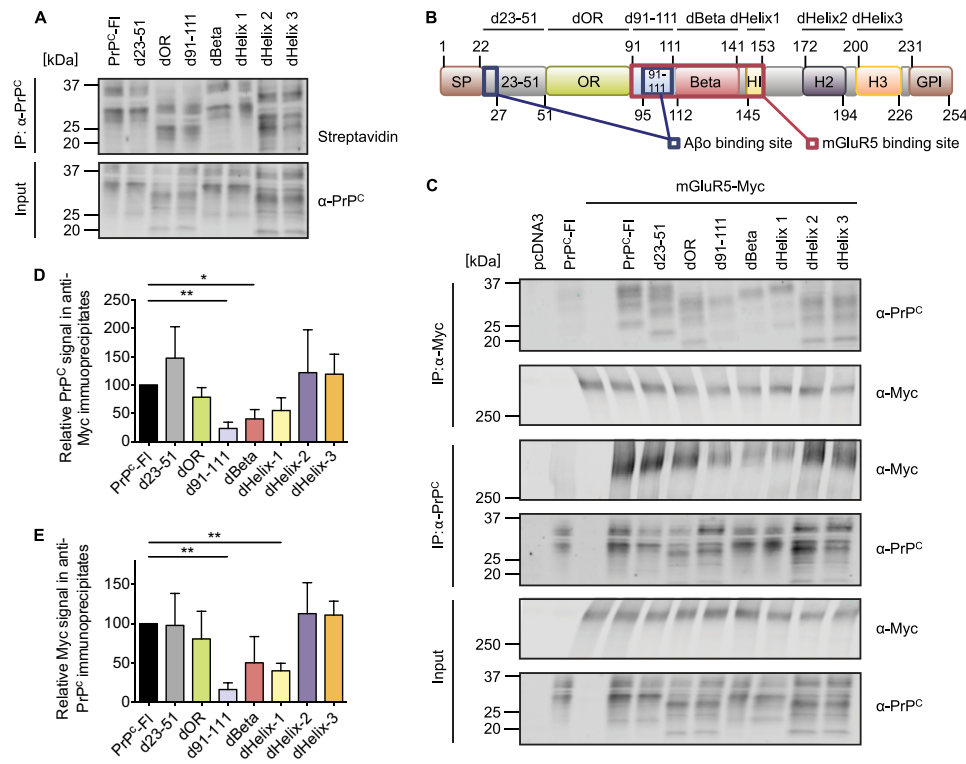 A
PrPC-Fl
d23-51
dOR
d91-111
dBeta
dHelix 1
dHelix 2
dHelix 3
[kDa]
37
25
20
IP: α-PrPC
Streptavidin
37
25
20
Input
α-PrPC
B
d23-51 dOR d91-111 dBeta dHelix1 dHelix2 dHelix3
1 22 91 111 141 153 172 200 231
SP 23-51 OR 91-111 Beta HI H2 H3 GPI
27 51 95 112 145 194 226 254
Aβo binding site
mGluR5 binding site
C
mGluR5-Myc
pcDNA3
PrPC-Fl
PrPC-Fl
d23-51
dOR
d91-111
dBeta
dHelix 1
dHelix 2
dHelix 3
[kDa]
IP:α-Myc
37
25
20
α-PrPC
250
α-Myc
IP:α-PrPC
250
α-Myc
37
25
20
α-PrPC
Input
250
α-Myc
37
25
20
α-PrPC
D
Relative PrPC signal in anti-
Myc immuoprecipitates
250
200
150
100
50
0
*
**
PrPC-Fl
d23-51
dOR
d91-111
dBeta
dHelix-1
dHelix-2
dHelix-3
E
Relative Myc signal in anti-
PrPC immunoprecipitates
150
100
50
0
**
**
PrPC-Fl
d23-51
dOR
d91-111
dBeta
dHelix-1
dHelix-2
dHelix-3